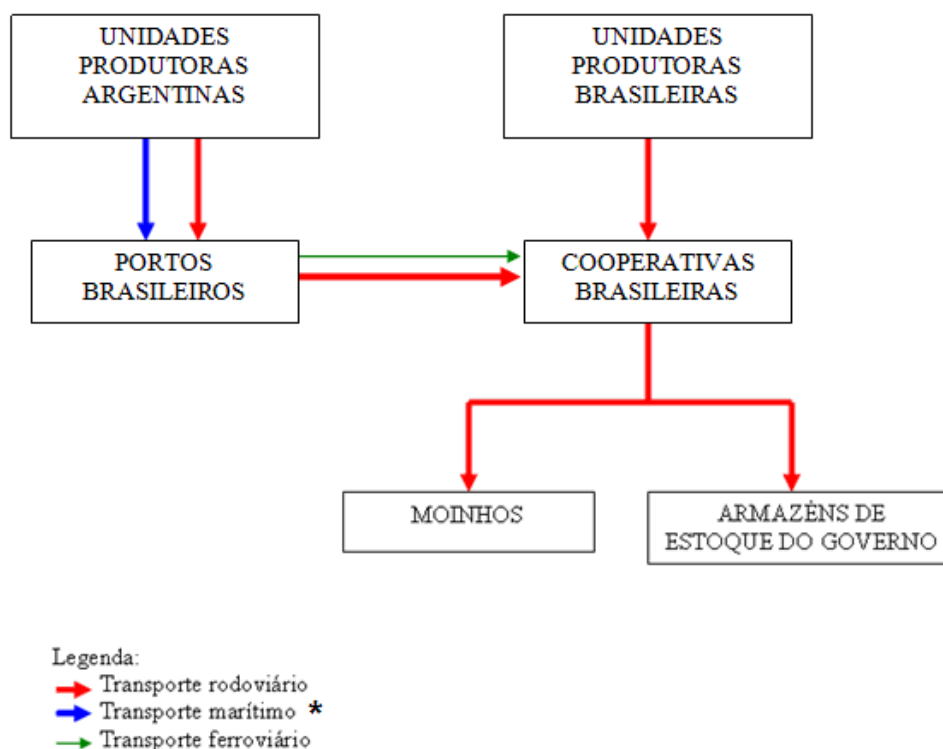 UNIDADES
PRODUTORAS
ARGENTINAS
UNIDADES
PRODUTORAS
BRASILEIRAS
PORTOS
BRASILEIROS
COOPERATIVAS
BRASILEIRAS
MOINHOS
ARMAZÉNS DE
ESTOQUE DO GOVERNO
Legenda:
Transporte rodoviário
Transporte marítimo *
Transporte ferroviário